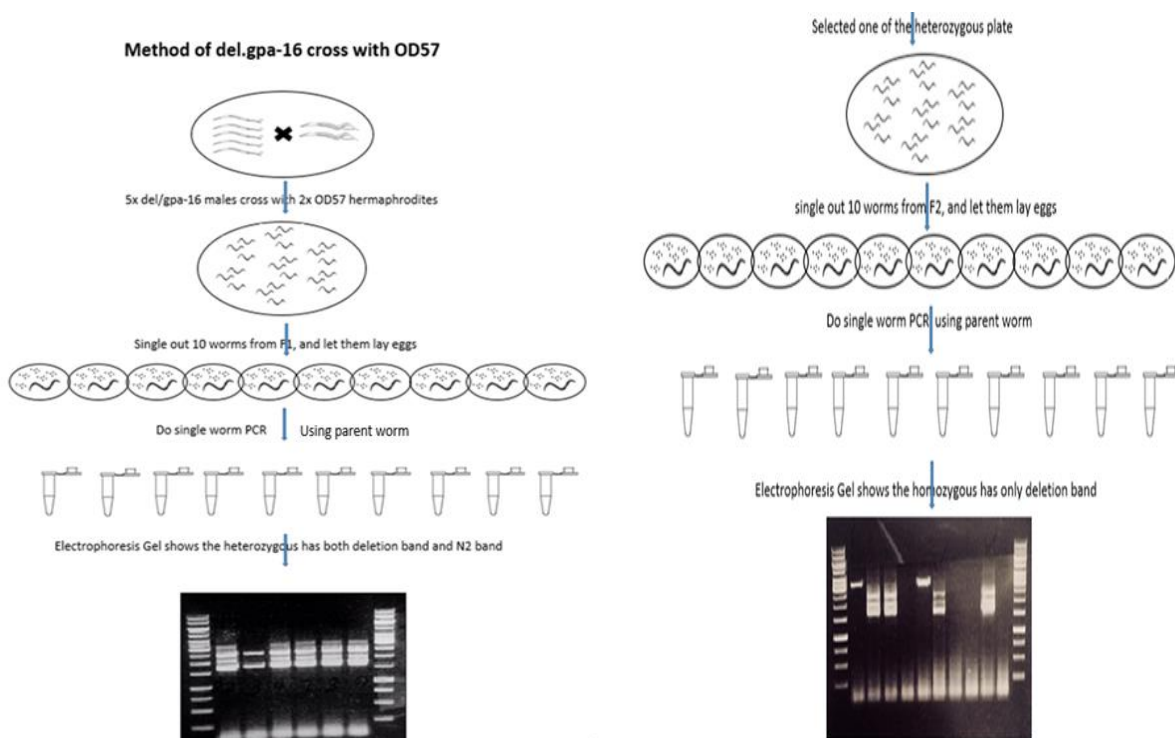 Method of del.gpa-16 cross with OD57
5x del/gpa-16 males cross with 2x OD57 hermaphrodites
Single out 10 worms from F1, and let them lay eggs
Do single worm PCR Using parent worm
Electrophoresis Gel shows the heterozygous has both deletion band and N2 band
Selected one of the heterozygous plate
single out 10 worms from F2, and let them lay eggs
Do single worm PCR using parent worm
Electrophoresis Gel shows the homozygous has only deletion band